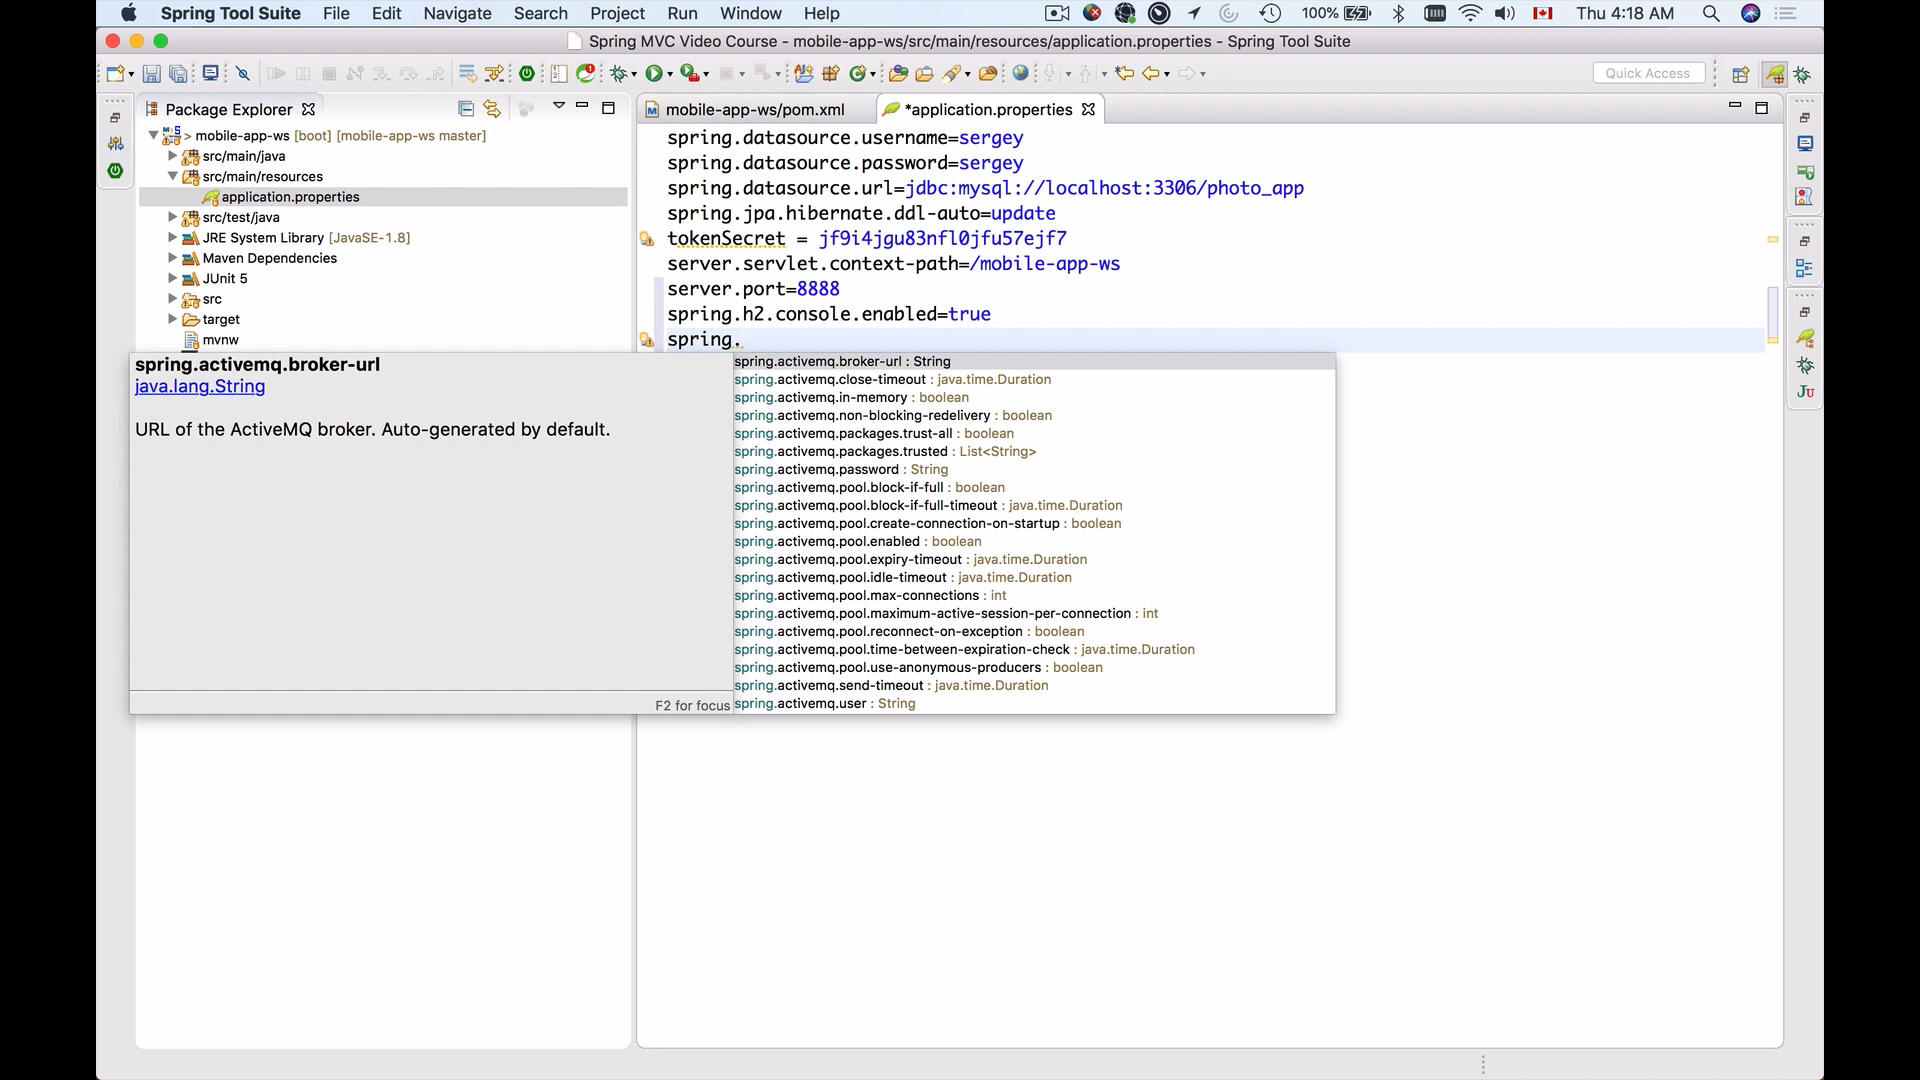 Spring Tool Suite File Edit Navigate Search Project Run Window Help 100% Thu 4:18 AM
Spring MVC Video Course - mobile-app-ws/src/main/resources/application.properties - Spring Tool Suite
Quick Access
Package Explorer
> mobile-app-ws [boot] [mobile-app-ws master]
src/main/java
src/main/resources
application.properties
src/test/java
JRE System Library [JavaSE-1.8]
Maven Dependencies
JUnit 5
src
target
mvnw
mobile-app-ws/pom.xml
*application.properties
spring.datasource.username=sergey
spring.datasource.password=sergey
spring.datasource.url=jdbc:mysql://localhost:3306/photo_app
spring.jpa.hibernate.ddl-auto=update
tokenSecret = jf9i4jgu83nfl0jfu57ejf7
server.servlet.context-path=/mobile-app-ws
server.port=8888
spring.h2.console.enabled=true
spring.
spring.activemq.broker-url
java.lang.String
URL of the ActiveMQ broker. Auto-generated by default.
F2 for focus
spring.activemq.broker-url : String
spring.activemq.close-timeout : java.time.Duration
spring.activemq.in-memory : boolean
spring.activemq.non-blocking-redelivery : boolean
spring.activemq.packages.trust-all : boolean
spring.activemq.packages.trusted : List<String>
spring.activemq.password : String
spring.activemq.pool.block-if-full : boolean
spring.activemq.pool.block-if-full-timeout : java.time.Duration
spring.activemq.pool.create-connection-on-startup : boolean
spring.activemq.pool.enabled : boolean
spring.activemq.pool.expiry-timeout : java.time.Duration
spring.activemq.pool.idle-timeout : java.time.Duration
spring.activemq.pool.max-connections : int
spring.activemq.pool.maximum-active-session-per-connection : int
spring.activemq.pool.reconnect-on-exception : boolean
spring.activemq.pool.time-between-expiration-check : java.time.Duration
spring.activemq.pool.use-anonymous-producers : boolean
spring.activemq.send-timeout : java.time.Duration
spring.activemq.user : String
JU